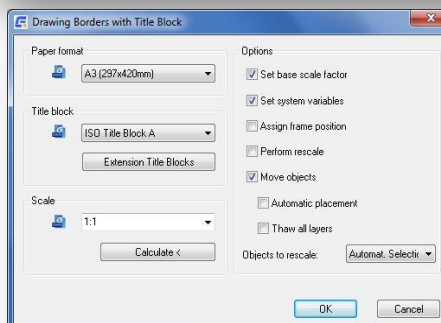 Drawing Borders with Title Block
Paper format
A3 (297x420mm)
Title block
ISO Title Block A
Extension Title Blocks
Scale
1:1
Calculate <
Options
Set base scale factor
Set system variables
Assign frame position
Perform rescale
Move objects
Automatic placement
Thaw all layers
Objects to rescale:
Automat. Selectic
OK
Cancel